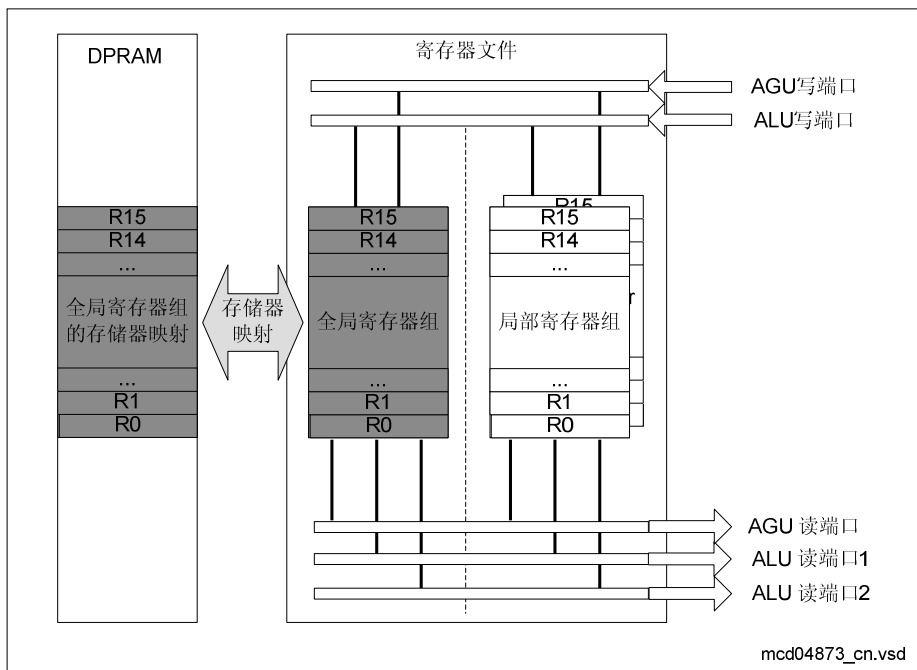 DPRAM
寄存器文件
AGU写端口
ALU写端口
R15
R14
...
全局寄存器组
的存储器映射
...
R1
R0
存储器
映射
R15
R14
...
全局寄存器组
...
R1
R0
R15
R15
R14
...
局部寄存器组
...
R1
R0
r
AGU 读端口
ALU 读端口1
ALU 读端口2
mcd04873_cn.vsd